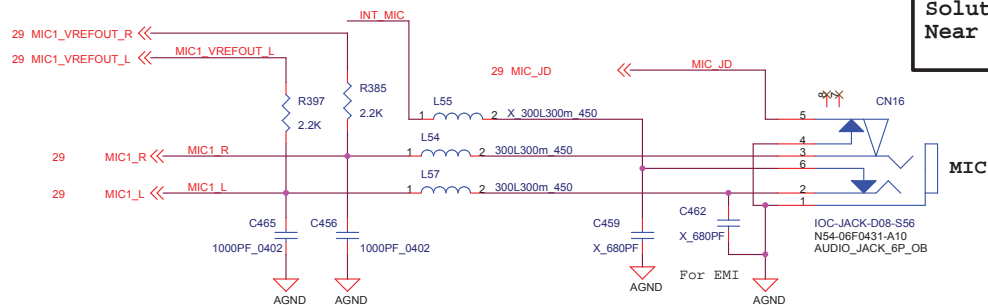 Solut
Near
INT_MIC
29 MIC1_VREFOUT_R
29 MIC1_VREFOUT_L
MIC1_VREFOUT_L
29 MIC_JD
MIC_JD
R397
2.2K
R385
2.2K
L55
1 2
X_300L300m_450
L54
1 2
300L300m_450
L57
1 2
300L300m_450
29 MIC1_R
MIC1_R
29 MIC1_L
MIC1_L
CN16
5
4
3
6
2
1
MIC
C465
1000PF_0402
C456
1000PF_0402
C459
X_680PF
C462
X_680PF
IOC-JACK-D08-S56
N54-06F0431-A10
AUDIO_JACK_6P_OB
For EMI
AGND
AGND
AGND
AGND